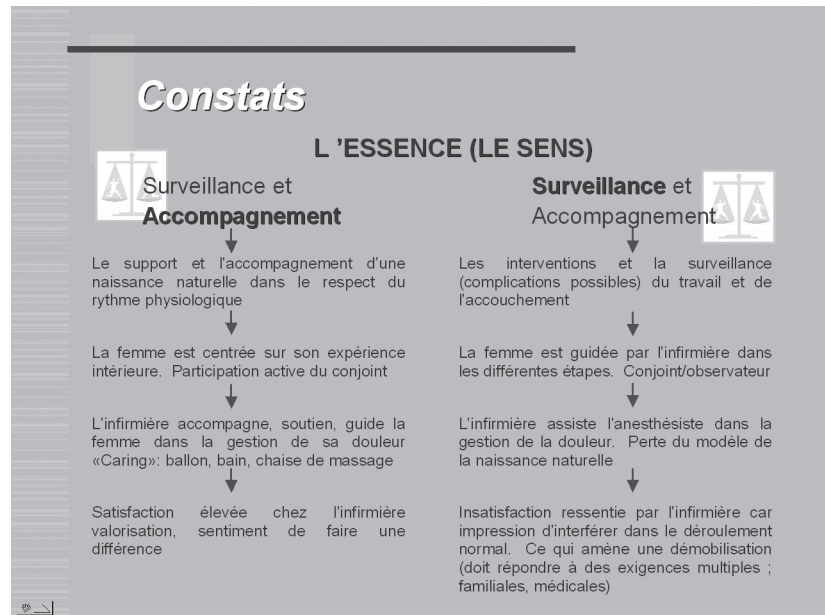 Constats
L ’ESSENCE (LE SENS)
Surveillance et
Accompagnement
Le support et l'accompagnement d'une
naissance naturelle dans le respect du
rythme physiologique
La femme est centrée sur son expérience
intérieure. Participation active du conjoint
L'infirmière accompagne, soutien, guide la
femme dans la gestion de sa douleur
«Caring»: ballon, bain, chaise de massage
Satisfaction élevée chez l'infirmière
valorisation, sentiment de faire une
différence
Surveillance et
Accompagnement
Les interventions et la surveillance
(complications possibles) du travail et de
l'accouchement
La femme est guidée par l'infirmière dans
les différentes étapes. Conjoint/observateur
L'infirmière assiste l'anesthésiste dans la
gestion de la douleur. Perte du modèle de
la naissance naturelle
Insatisfaction ressentie par l'infirmière car
impression d'interférer dans le déroulement
normal. Ce qui amène une démobilisation
(doit répondre à des exigences multiples ;
familiales, médicales)